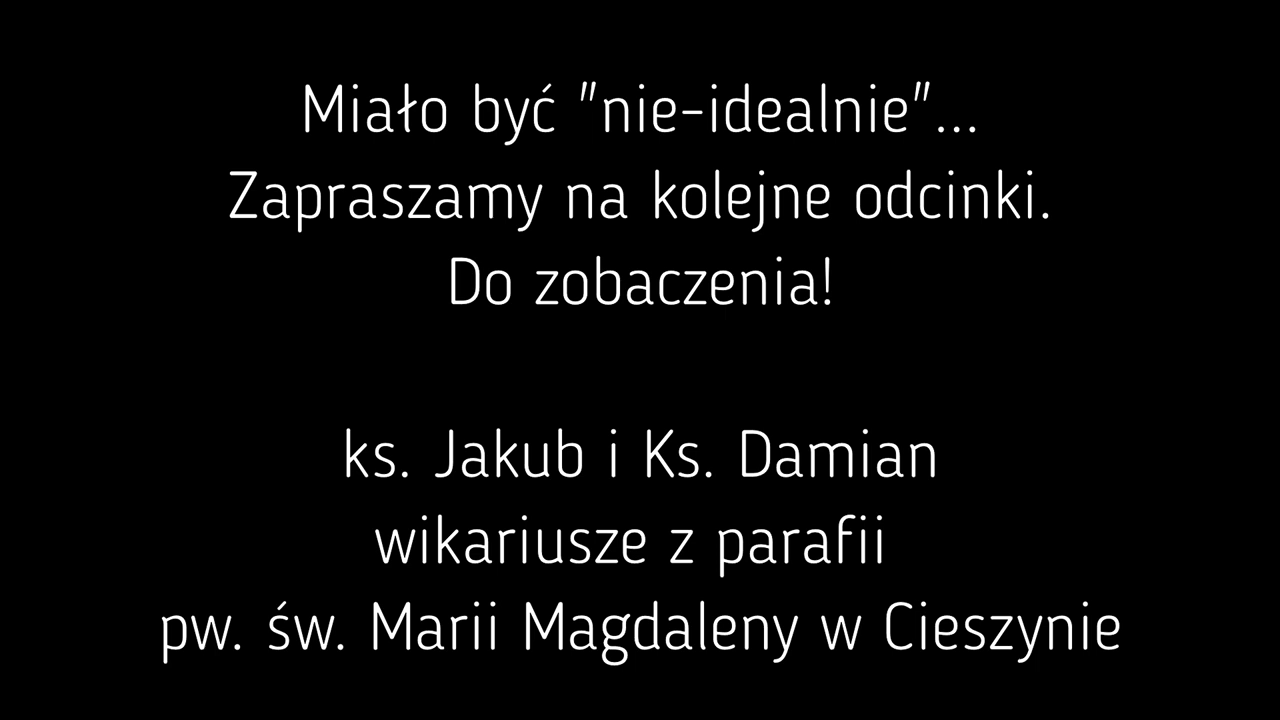 Miało być "nie-idealnie"...
Zapraszamy na kolejne odcinki.
Do zobaczenia!
ks. Jakub i Ks. Damian
wikariusze z parafii
pw. św. Marii Magdaleny w Cieszynie